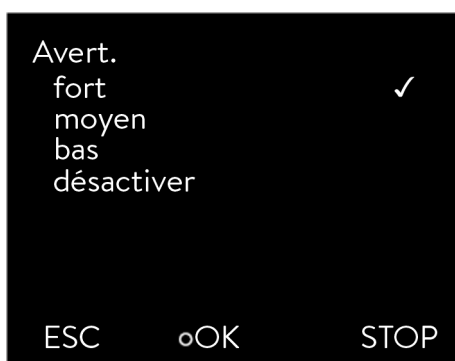 Avert.
fort ✓
moyen
bas
désactiver
ESC OK STOP